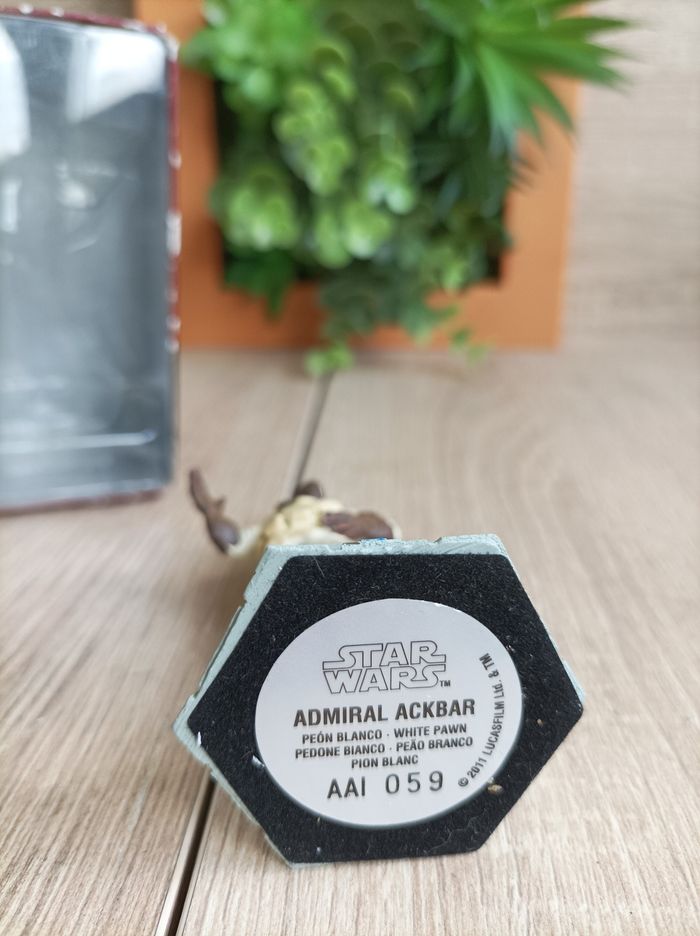 STAR
WARS™
ADMIRAL ACKBAR
PEÓN BLANCO · WHITE PAWN
PEDONE BIANCO · PEÃO BRANCO
PION BLANC
AAI 059
© 2011 LUCASFILM Ltd. & TM